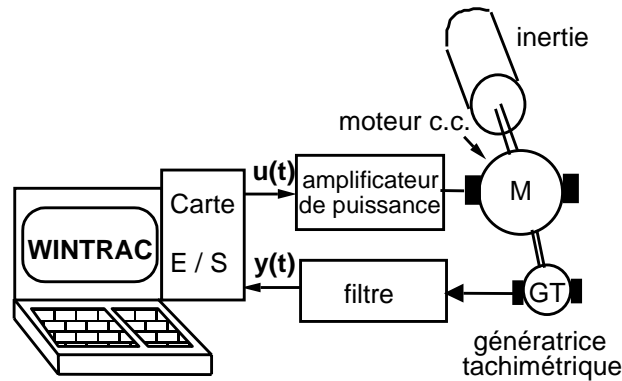 inertie
moteur c.c.
u(t)
amplificateur
de puissance
M
Carte
E / S
WINTRAC
y(t)
filtre
GT
génératrice
tachimétrique